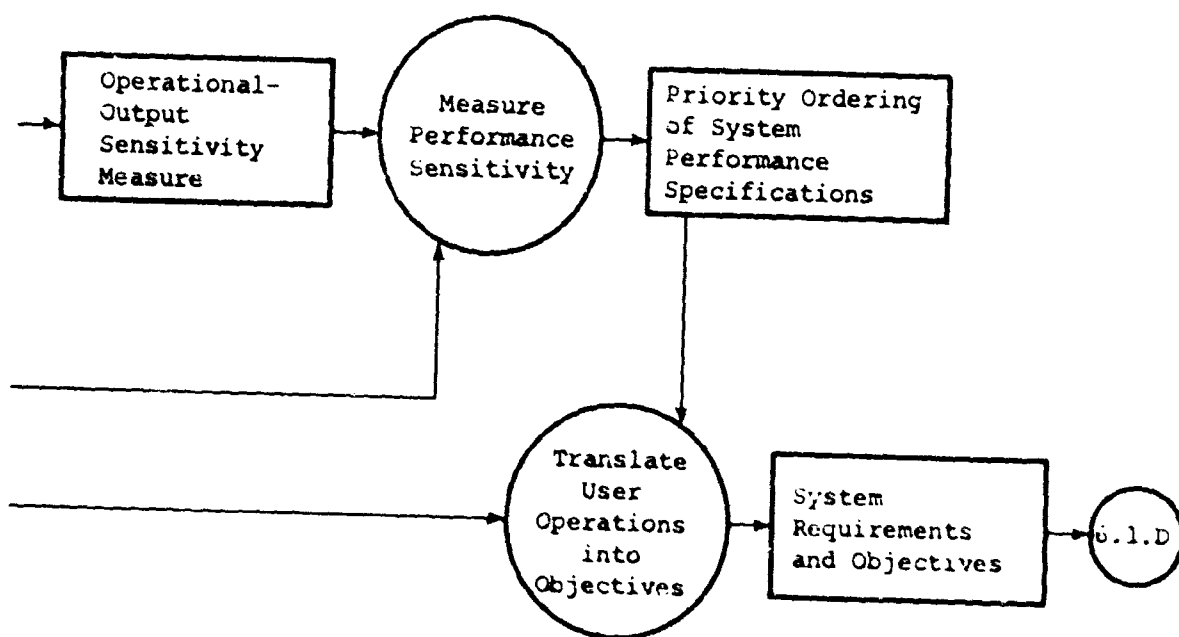 Operational-
Output
Sensitivity
Measure
Measure
Performance
Sensitivity
Priority Ordering
of System
Performance
Specifications
Translate
User
Operations
into
Objectives
System
Requirements
and Objectives